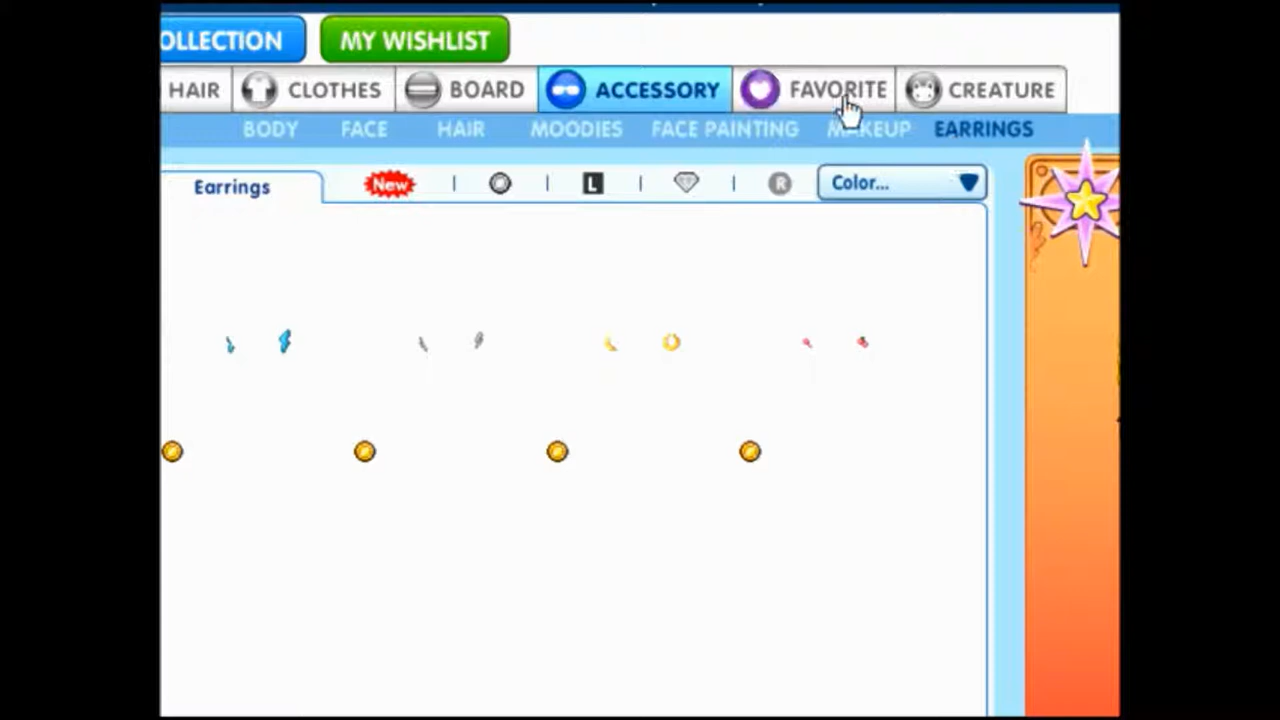 OLLECTION MY WISHLIST
HAIR CLOTHES BOARD ACCESSORY FAVORITE CREATURE
BODY FACE HAIR MOODIES FACE PAINTING MAKEUP EARRINGS
Earrings New L R Color...